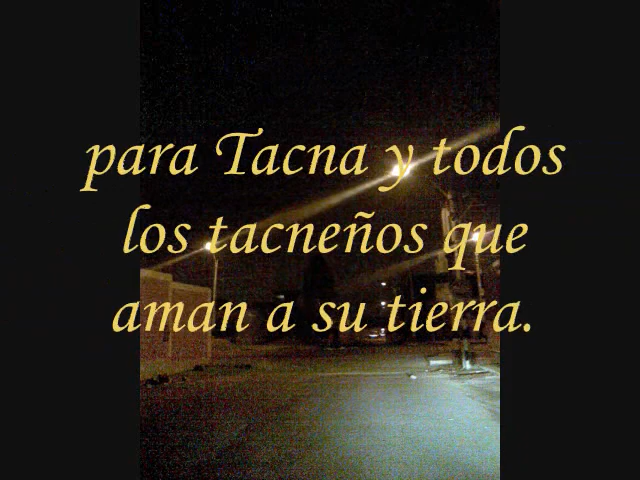 para Tacna y todos
los tacneños que
aman a su tierra.